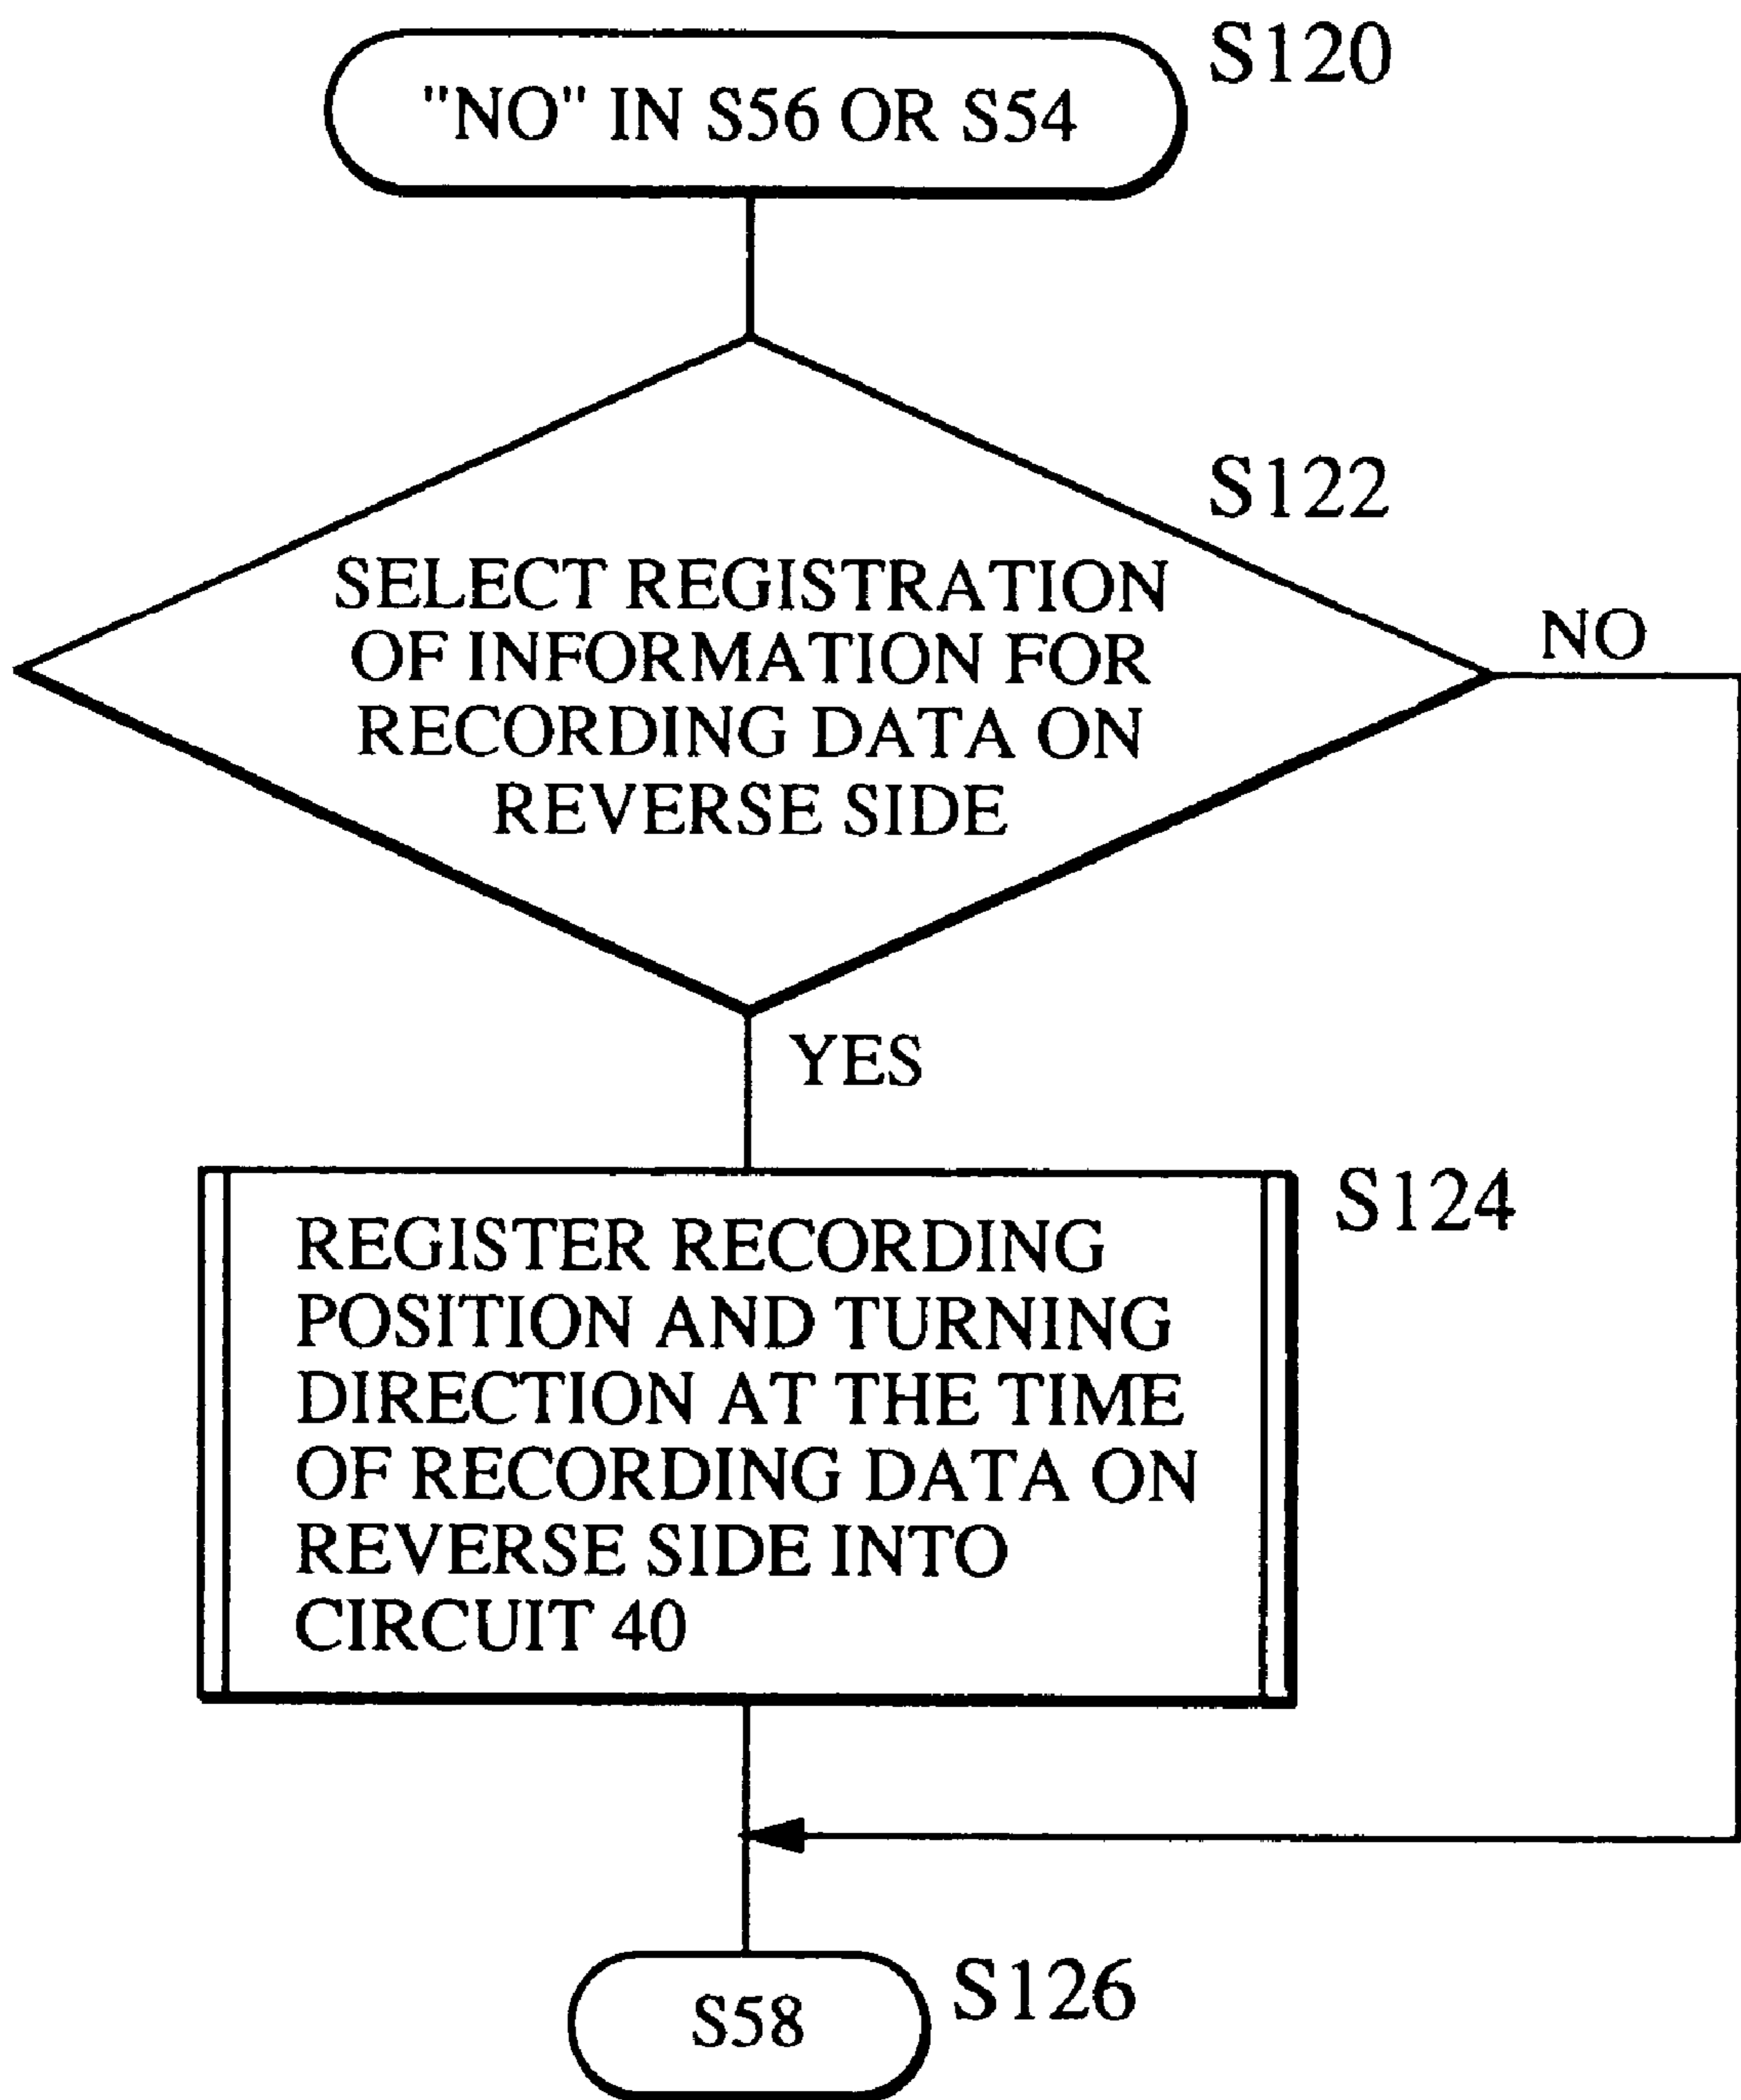 S120
"NO" IN S56 OR S54
S122
SELECT REGISTRATION
OF INFORMATION FOR
RECORDING DATA ON
REVERSE SIDE
NO
YES
S124
REGISTER RECORDING
POSITION AND TURNING
DIRECTION AT THE TIME
OF RECORDING DATA ON
REVERSE SIDE INTO
CIRCUIT 40
S126
S58